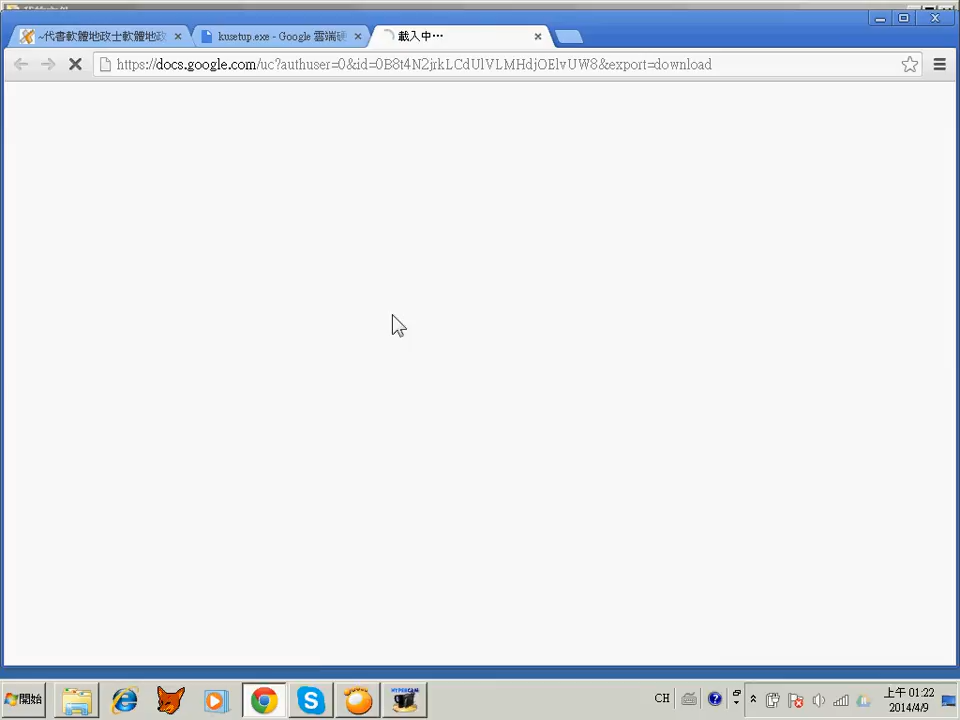 ~代書軟體地政士軟體地政
kusetup.exe - Google 雲端硬
載入中…
https://docs.google.com/uc?authuser=0&id=0B8t4N2jrkLCdUlVLMHdjOElvUW8&export=download
開始
HYPERCAM
CH
上午 01:22
2014/4/9